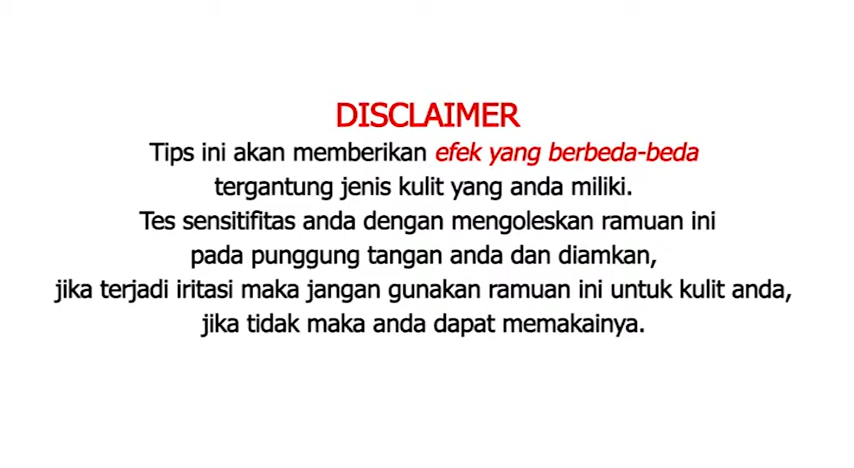 DISCLAIMER
Tips ini akan memberikan efek yang berbeda-beda
tergantung jenis kulit yang anda miliki.
Tes sensitifitas anda dengan mengoleskan ramuan ini
pada punggung tangan anda dan diamkan,
jika terjadi iritasi maka jangan gunakan ramuan ini untuk kulit anda,
jika tidak maka anda dapat memakainya.